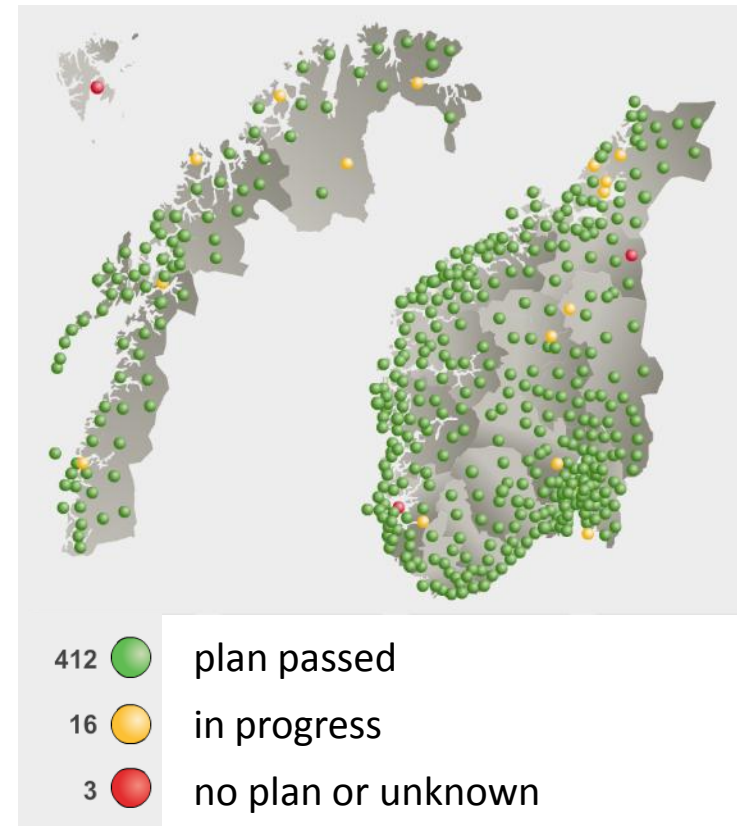 412 plan passed
16 in progress
3 no plan or unknown